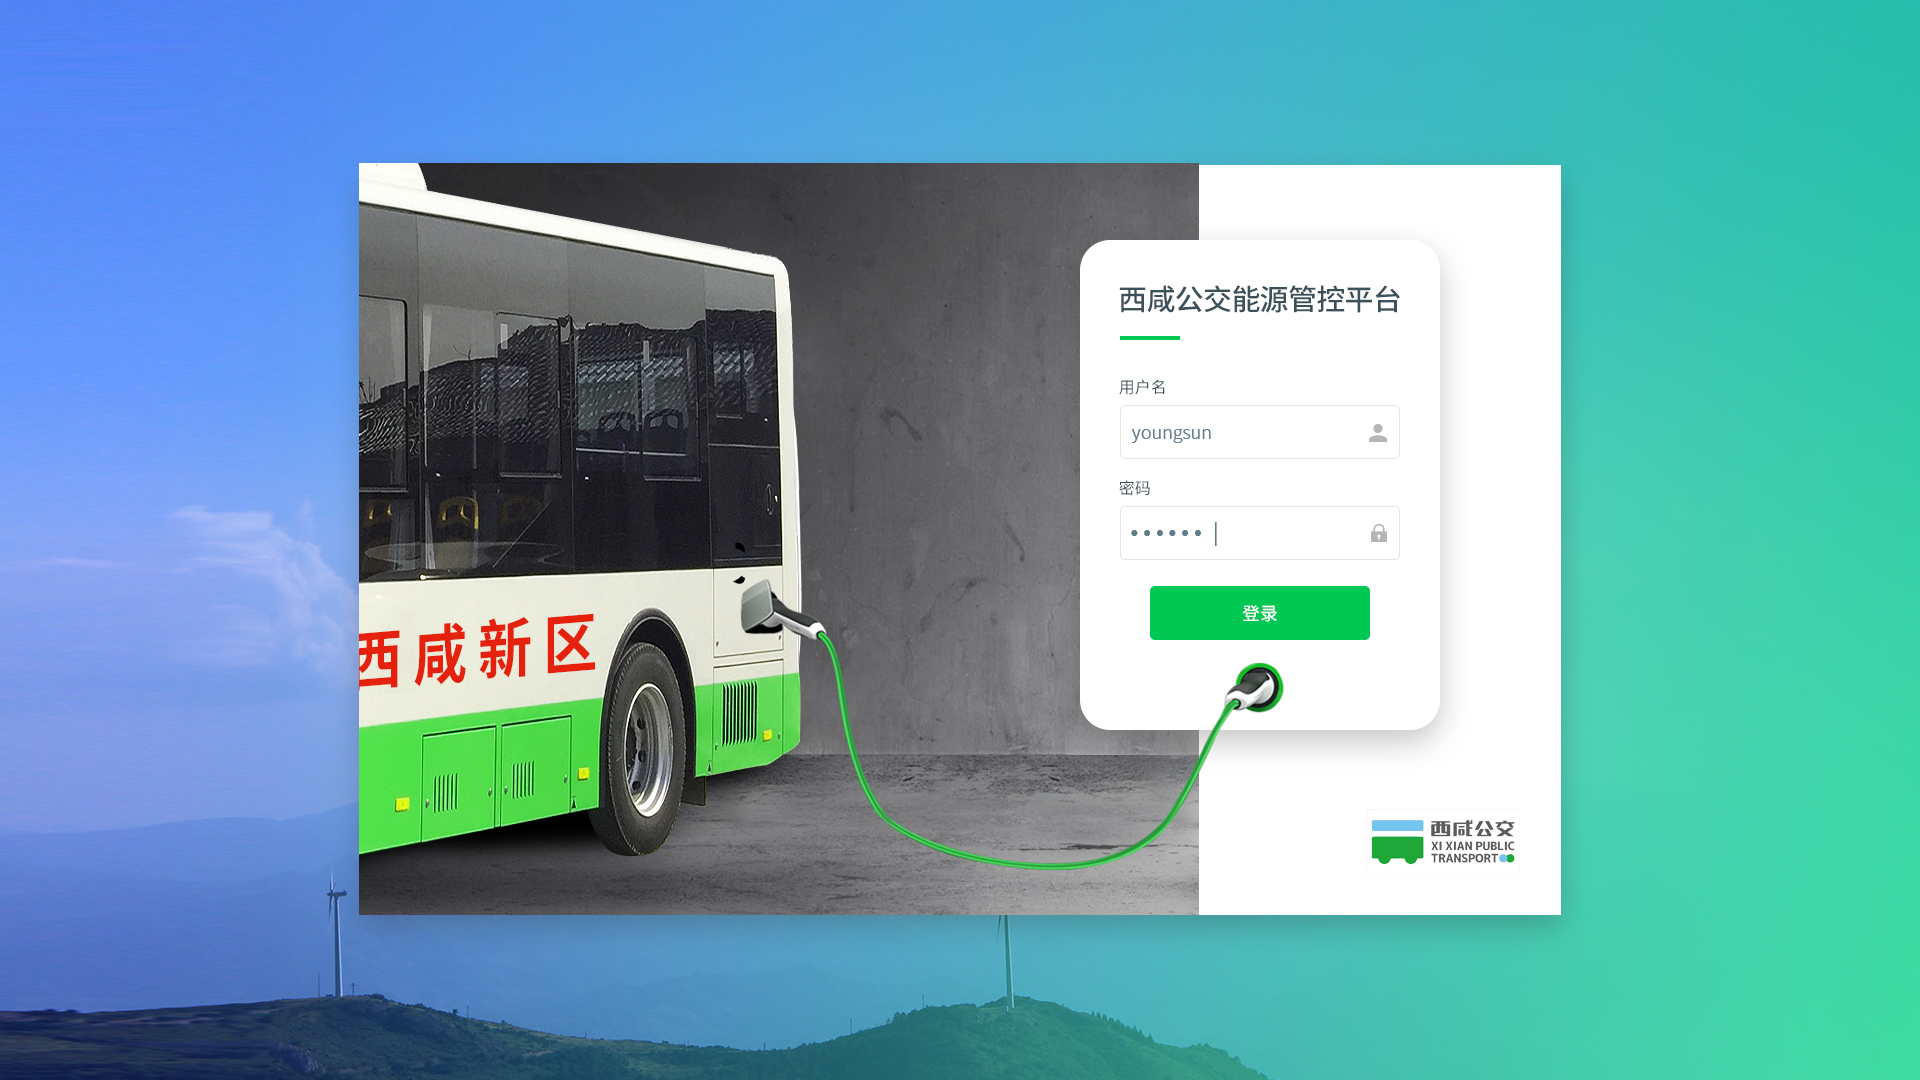 西咸公交能源管控平台
用户名
youngsun
密码
登录
西咸新区
西咸公交
XI XIAN PUBLIC
TRANSPORT